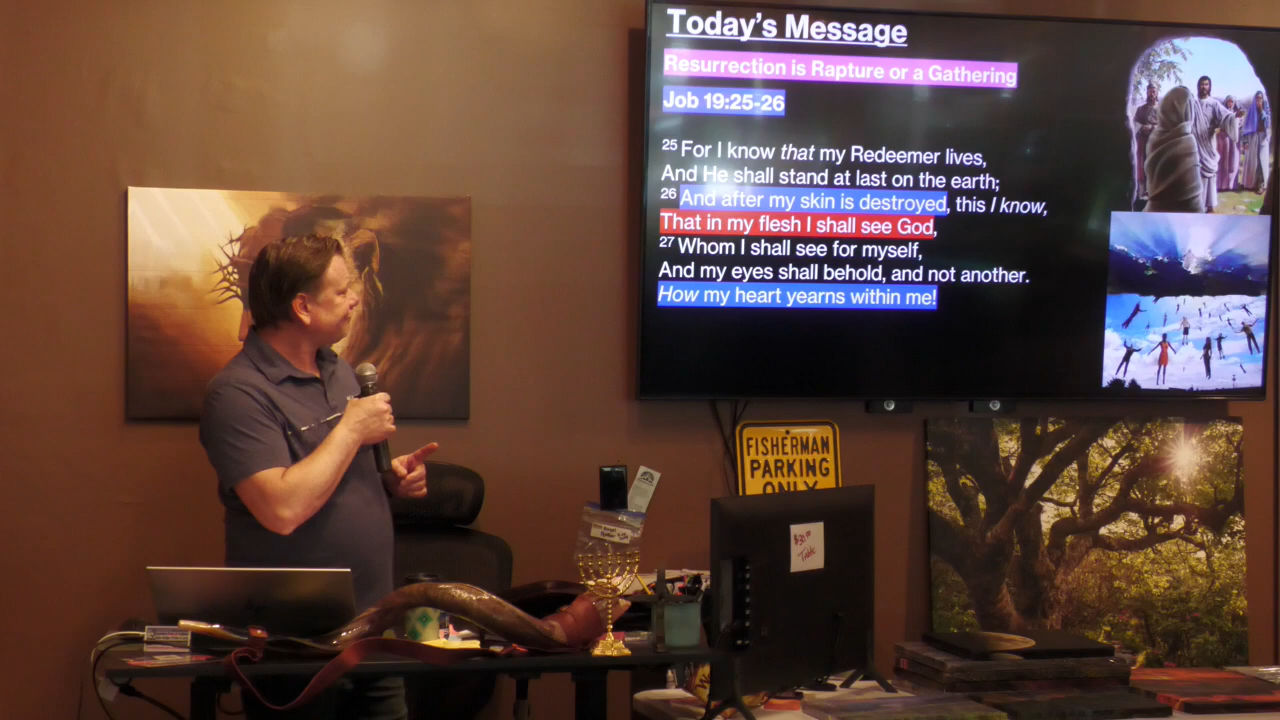 Today's Message
Resurrection is Rapture or a Gathering
Job 19:25-26
25 For I know that my Redeemer lives,
And He shall stand at last on the earth;
26 And after my skin is destroyed, this I know,
That in my flesh I shall see God,
27 Whom I shall see for myself,
And my eyes shall behold, and not another.
How my heart yearns within me!
FISHERMAN
PARKING
ONLY
Table